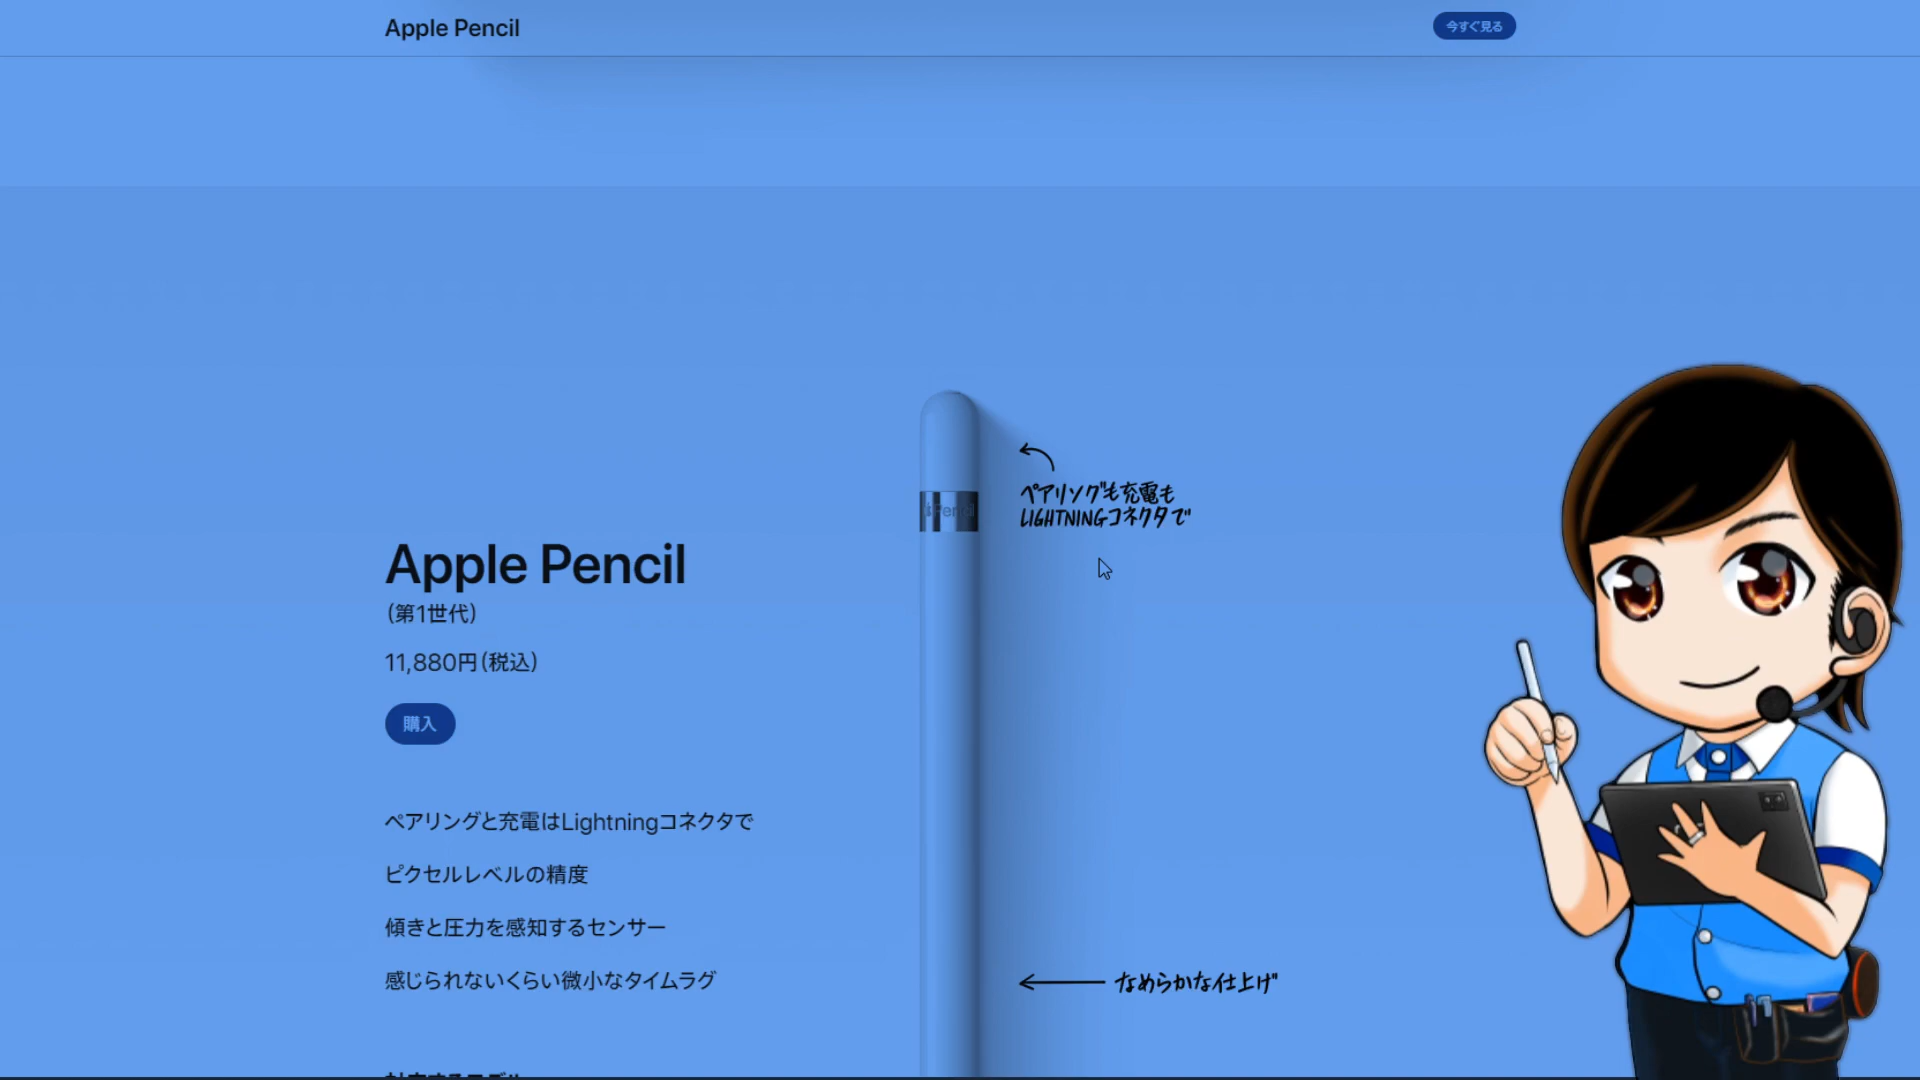 Apple Pencil
今すぐ見る
ペアリングも充電も
LIGHTNINGコネクタで
Pencil
Apple Pencil
(第1世代)
11,880円(税込)
購入
ペアリングと充電はLightningコネクタで
ピクセルレベルの精度
傾きと圧力を感知するセンサー
感じられないくらい微小なタイムラグ
なめらかな仕上げ